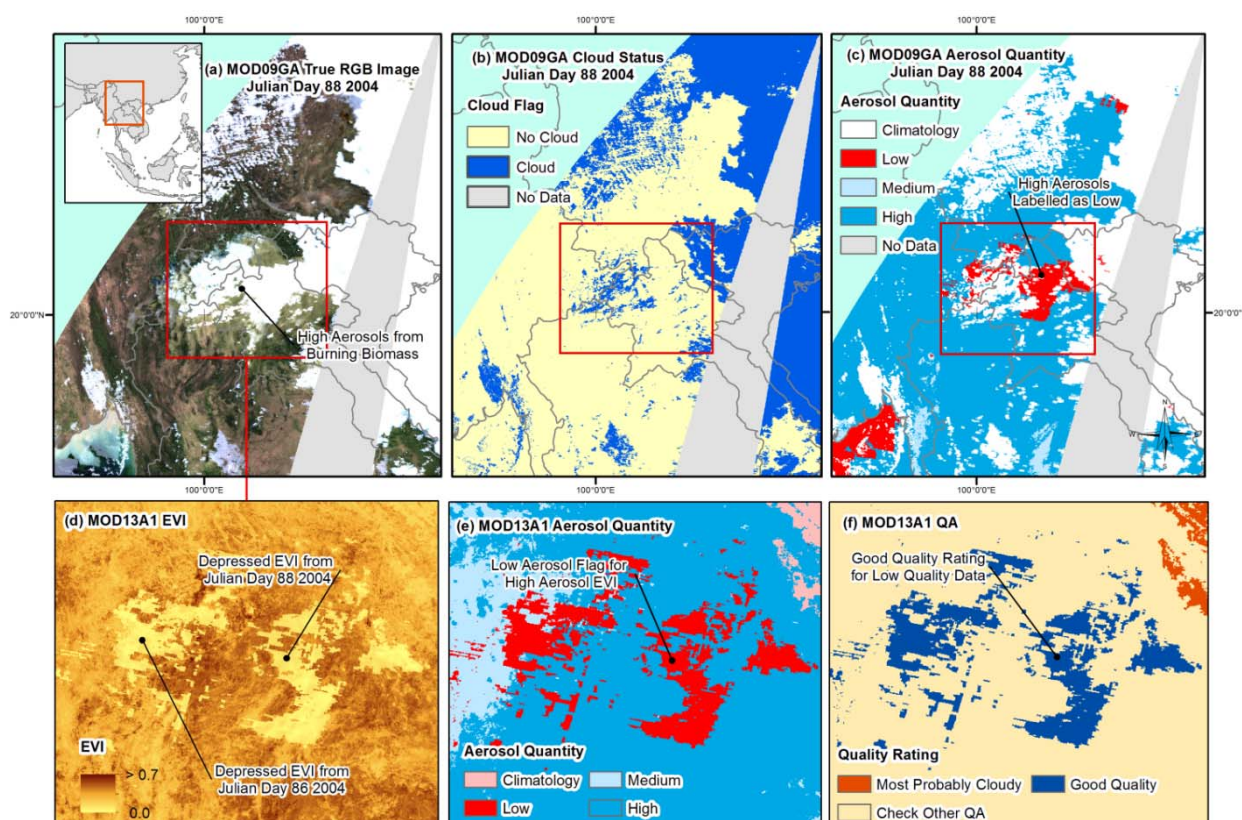 100°0'0"E
100°0'0"E
100°0'0"E
(a) MOD09GA True RGB Image
Julian Day 88 2004
High Aerosols from
Burning Biomass
20°0'0"N
100°0'0"E
(b) MOD09GA Cloud Status
Julian Day 88 2004
Cloud Flag
No Cloud
Cloud
No Data
100°0'0"E
(c) MOD09GA Aerosol Quantity
Julian Day 88 2004
Aerosol Quantity
Climatology
Low
Medium
High
No Data
High Aerosols
Labelled as Low
20°0'0"N
N
W
E
S
100°0'0"E
(d) MOD13A1 EVI
Depressed EVI from
Julian Day 88 2004
EVI
> 0.7
0.0
Depressed EVI from
Julian Day 86 2004
(e) MOD13A1 Aerosol Quantity
Low Aerosol Flag for
High Aerosol EVI
Aerosol Quantity
Climatology
Medium
Low
High
(f) MOD13A1 QA
Good Quality Rating
for Low Quality Data
Quality Rating
Most Probably Cloudy
Good Quality
Check Other QA